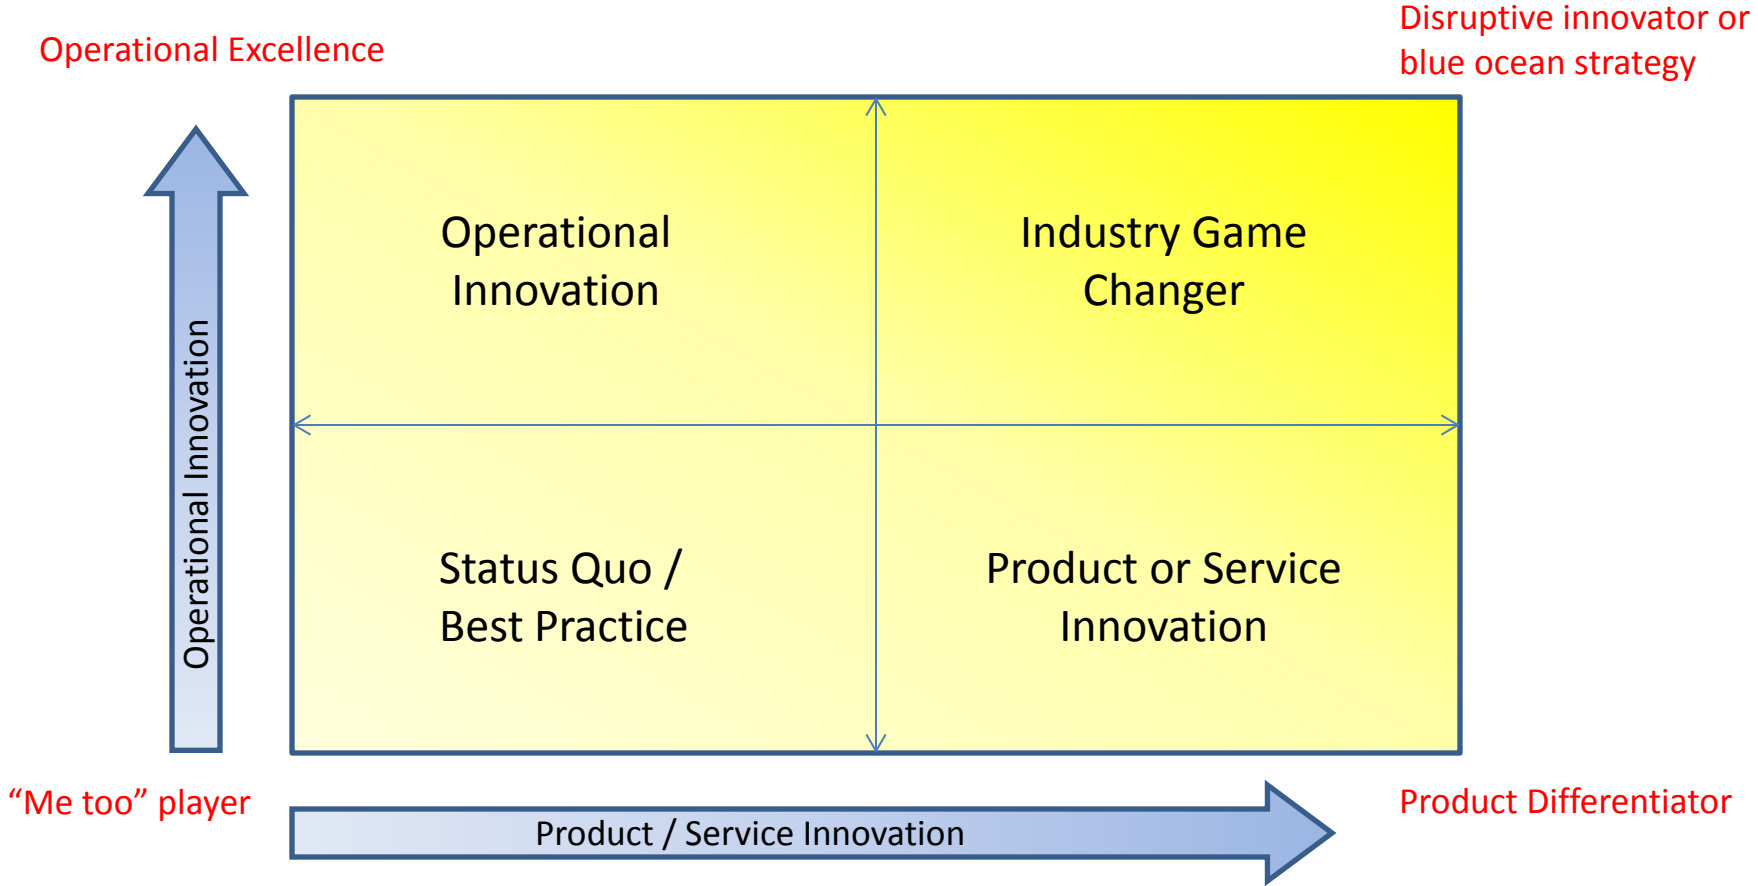 Operational Excellence
Disruptive innovator or
blue ocean strategy
Operational
Innovation
Industry Game
Changer
Operational Innovation
Status Quo /
Best Practice
Product or Service
Innovation
“Me too” player
Product / Service Innovation
Product Differentiator